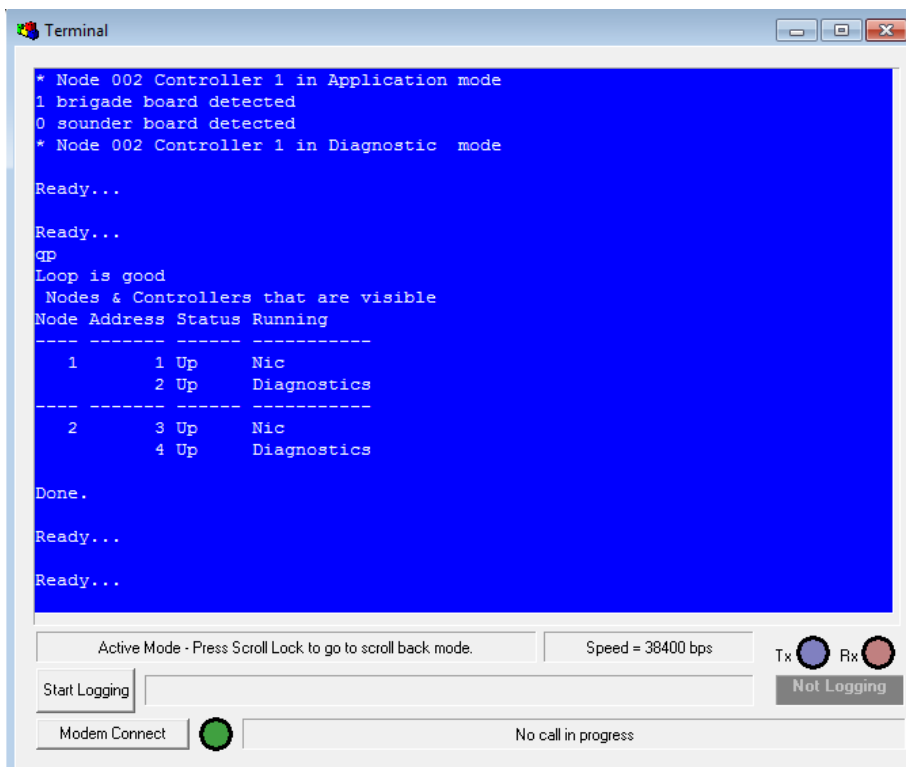 Terminal
* Node 002 Controller 1 in Application mode
1 brigade board detected
0 sounder board detected
* Node 002 Controller 1 in Diagnostic  mode
Ready...
Ready...
qp
Loop is good
 Nodes & Controllers that are visible
Node Address Status Running
---- ------- ------ -----------
   1       1 Up     Nic
           2 Up     Diagnostics
---- ------- ------ -----------
   2       3 Up     Nic
           4 Up     Diagnostics
Done.
Ready...
Ready...
Active Mode - Press Scroll Lock to go to scroll back mode.
Speed = 38400 bps
Tx Rx
Start Logging
Not Logging
Modem Connect
No call in progress